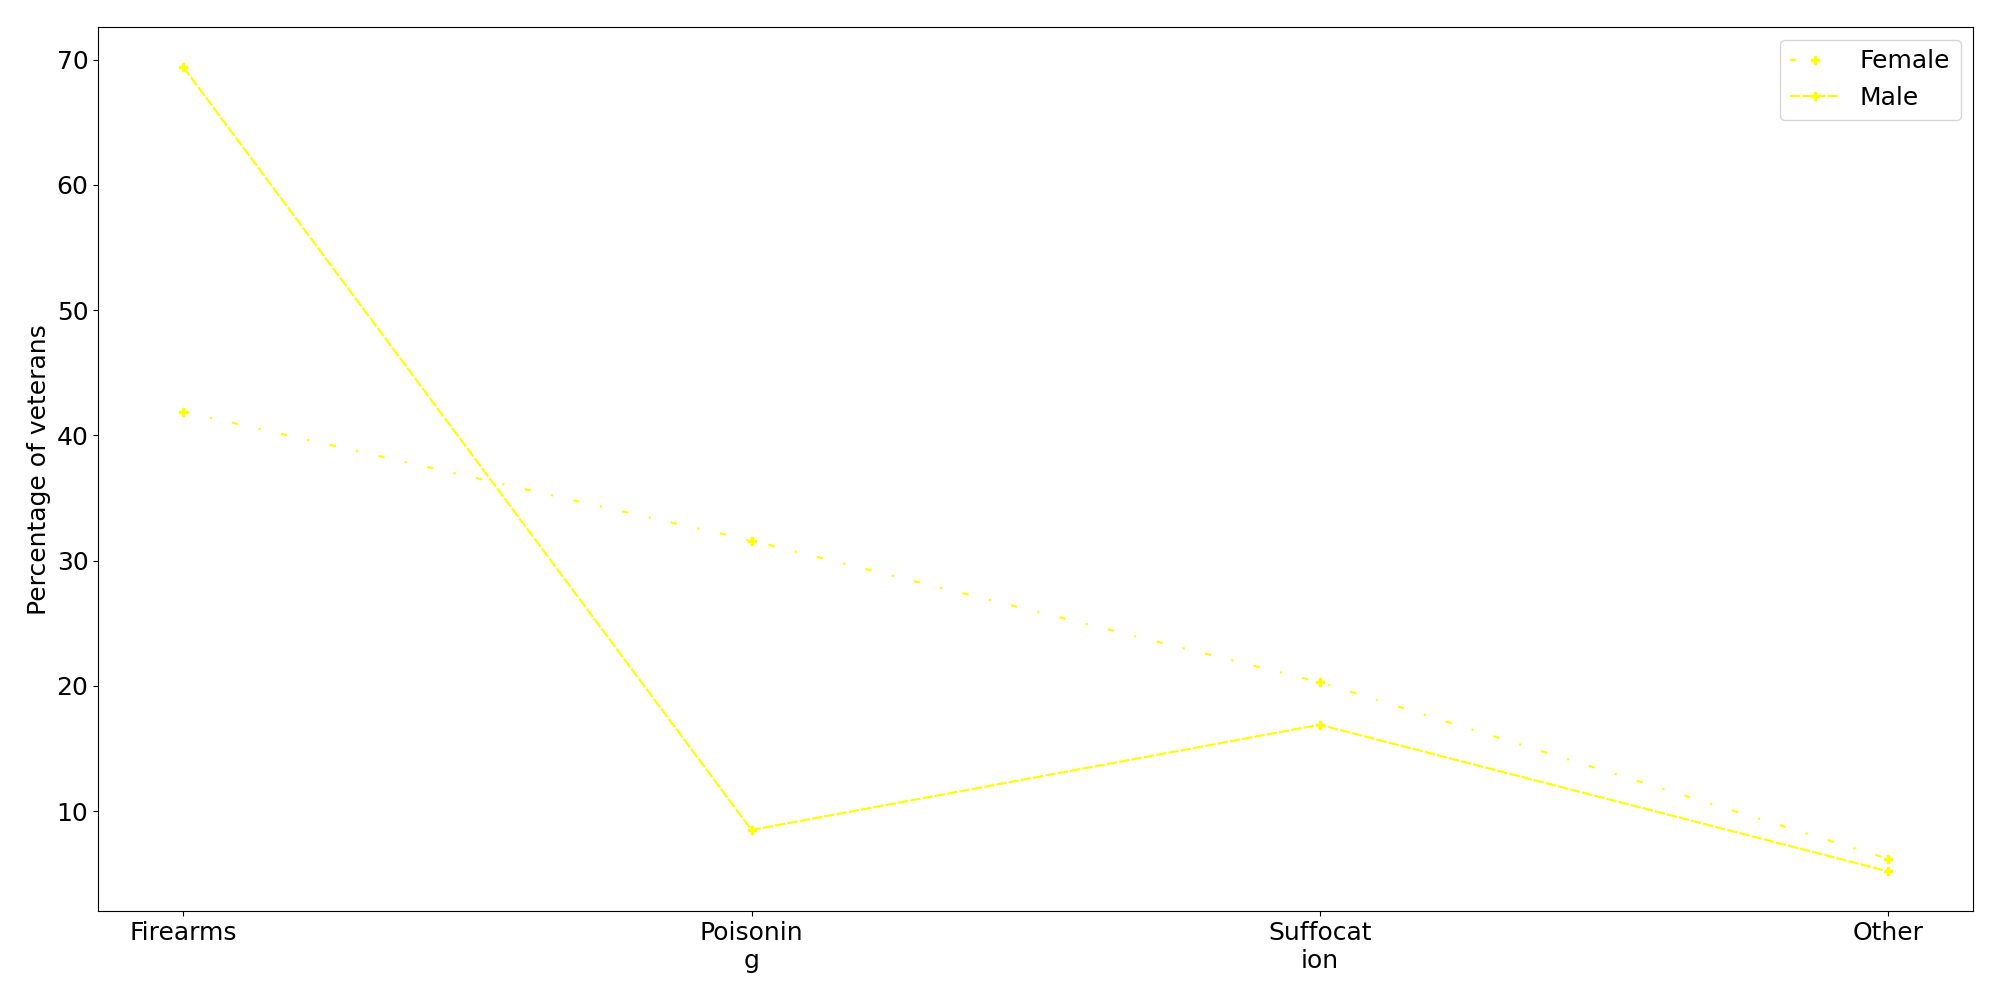 Percentage of veterans
70
60
50
40
30
20
10
Firearms
Poisonin
g
Suffocat
ion
Other
Female
Male